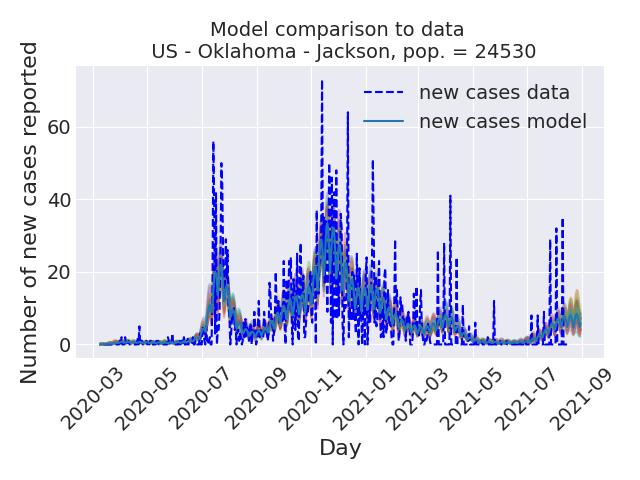 Model comparison to data
US - Oklahoma - Jackson, pop. = 24530
Number of new cases reported
60
40
20
0
new cases data
new cases model
2020-03
2020-05
2020-07
2020-09
2020-11
2021-01
2021-03
2021-05
2021-07
2021-09
Day